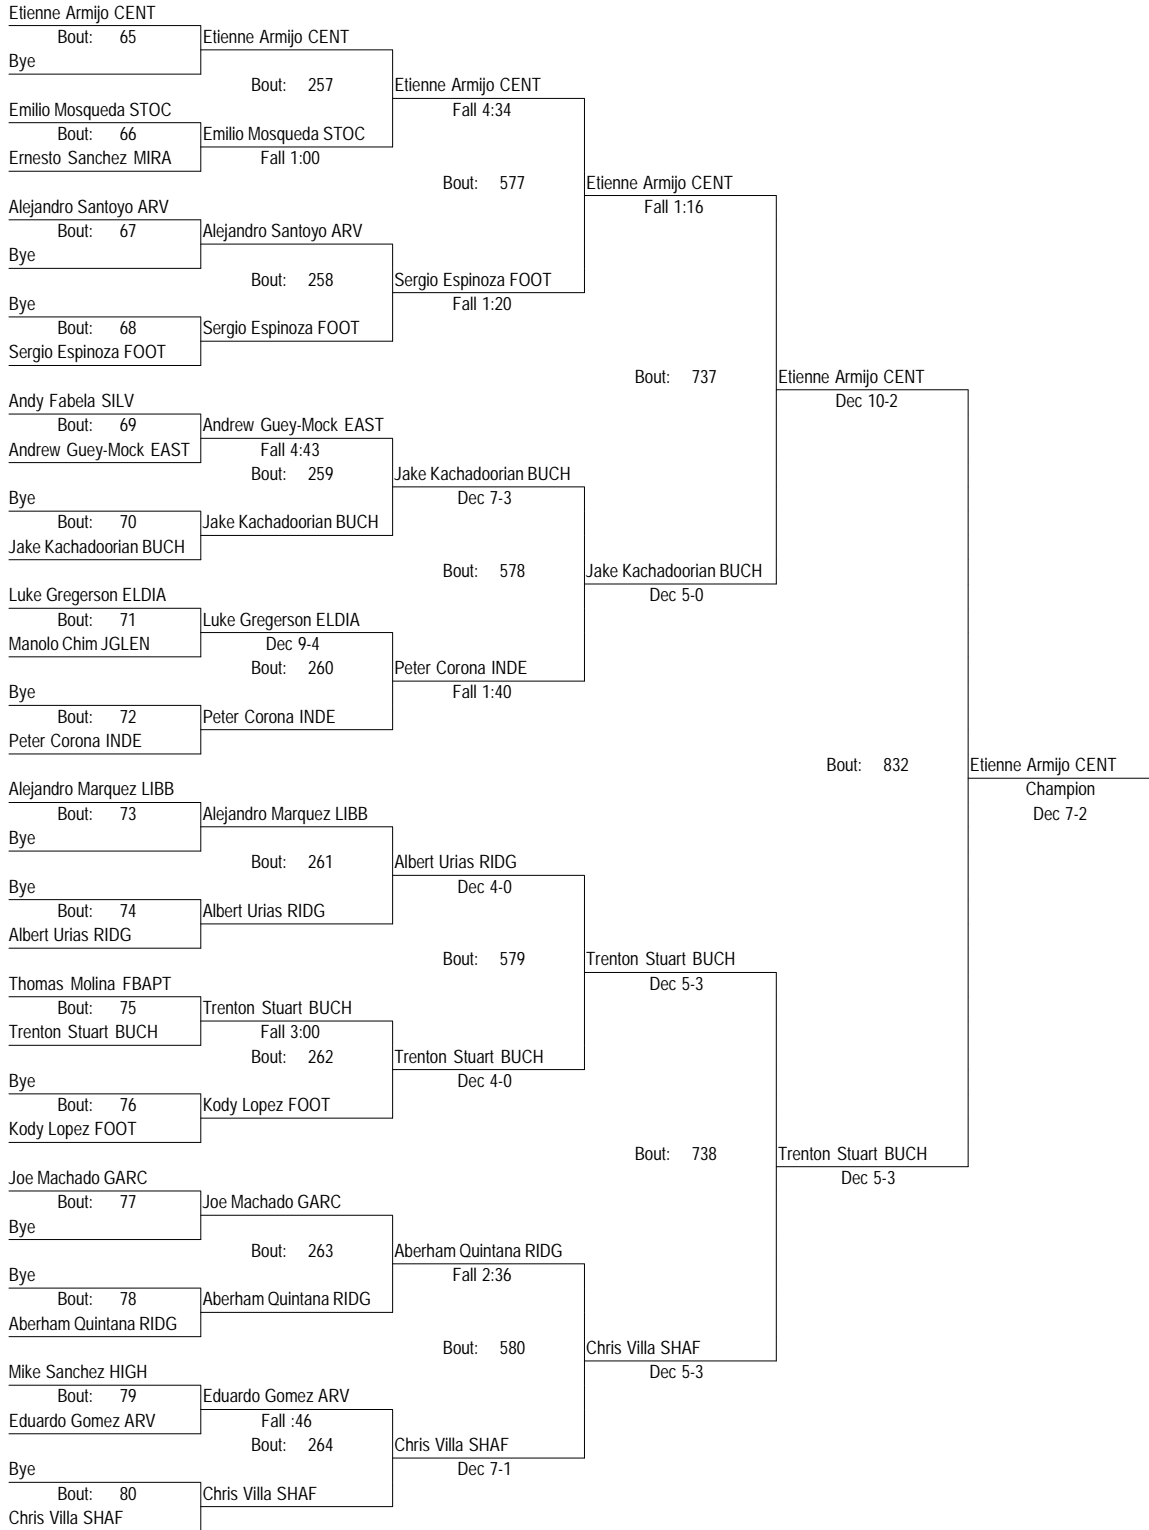 Etienne Armijo CENT
Bout: 65
Etienne Armijo CENT
Bye
Bout: 257
Etienne Armijo CENT
Emilio Mosqueda STOC
Fall 4:34
Bout: 66
Emilio Mosqueda STOC
Ernesto Sanchez MIRA
Fall 1:00
Bout: 577
Etienne Armijo CENT
Alejandro Santoyo ARV
Fall 1:16
Bout: 67
Alejandro Santoyo ARV
Bye
Bout: 258
Sergio Espinoza FOOT
Bye
Fall 1:20
Bout: 68
Sergio Espinoza FOOT
Sergio Espinoza FOOT
Bout: 737
Etienne Armijo CENT
Andy Fabela SILV
Dec 10-2
Bout: 69
Andrew Guey-Mock EAST
Andrew Guey-Mock EAST
Fall 4:43
Bout: 259
Jake Kachadoorian BUCH
Bye
Dec 7-3
Bout: 70
Jake Kachadoorian BUCH
Jake Kachadoorian BUCH
Bout: 578
Jake Kachadoorian BUCH
Luke Gregerson ELDIA
Dec 5-0
Bout: 71
Luke Gregerson ELDIA
Manolo Chim JGLEN
Dec 9-4
Bout: 260
Peter Corona INDE
Bye
Fall 1:40
Bout: 72
Peter Corona INDE
Peter Corona INDE
Bout: 832
Etienne Armijo CENT
Alejandro Marquez LIBB
Champion
Bout: 73
Alejandro Marquez LIBB
Dec 7-2
Bye
Bout: 261
Albert Urias RIDG
Bye
Dec 4-0
Bout: 74
Albert Urias RIDG
Albert Urias RIDG
Bout: 579
Trenton Stuart BUCH
Thomas Molina FBAPT
Dec 5-3
Bout: 75
Trenton Stuart BUCH
Trenton Stuart BUCH
Fall 3:00
Bout: 262
Trenton Stuart BUCH
Bye
Dec 4-0
Bout: 76
Kody Lopez FOOT
Kody Lopez FOOT
Bout: 738
Trenton Stuart BUCH
Joe Machado GARC
Dec 5-3
Bout: 77
Joe Machado GARC
Bye
Bout: 263
Aberham Quintana RIDG
Bye
Fall 2:36
Bout: 78
Aberham Quintana RIDG
Aberham Quintana RIDG
Bout: 580
Chris Villa SHAF
Mike Sanchez HIGH
Dec 5-3
Bout: 79
Eduardo Gomez ARV
Eduardo Gomez ARV
Fall :46
Bout: 264
Chris Villa SHAF
Bye
Dec 7-1
Bout: 80
Chris Villa SHAF
Chris Villa SHAF